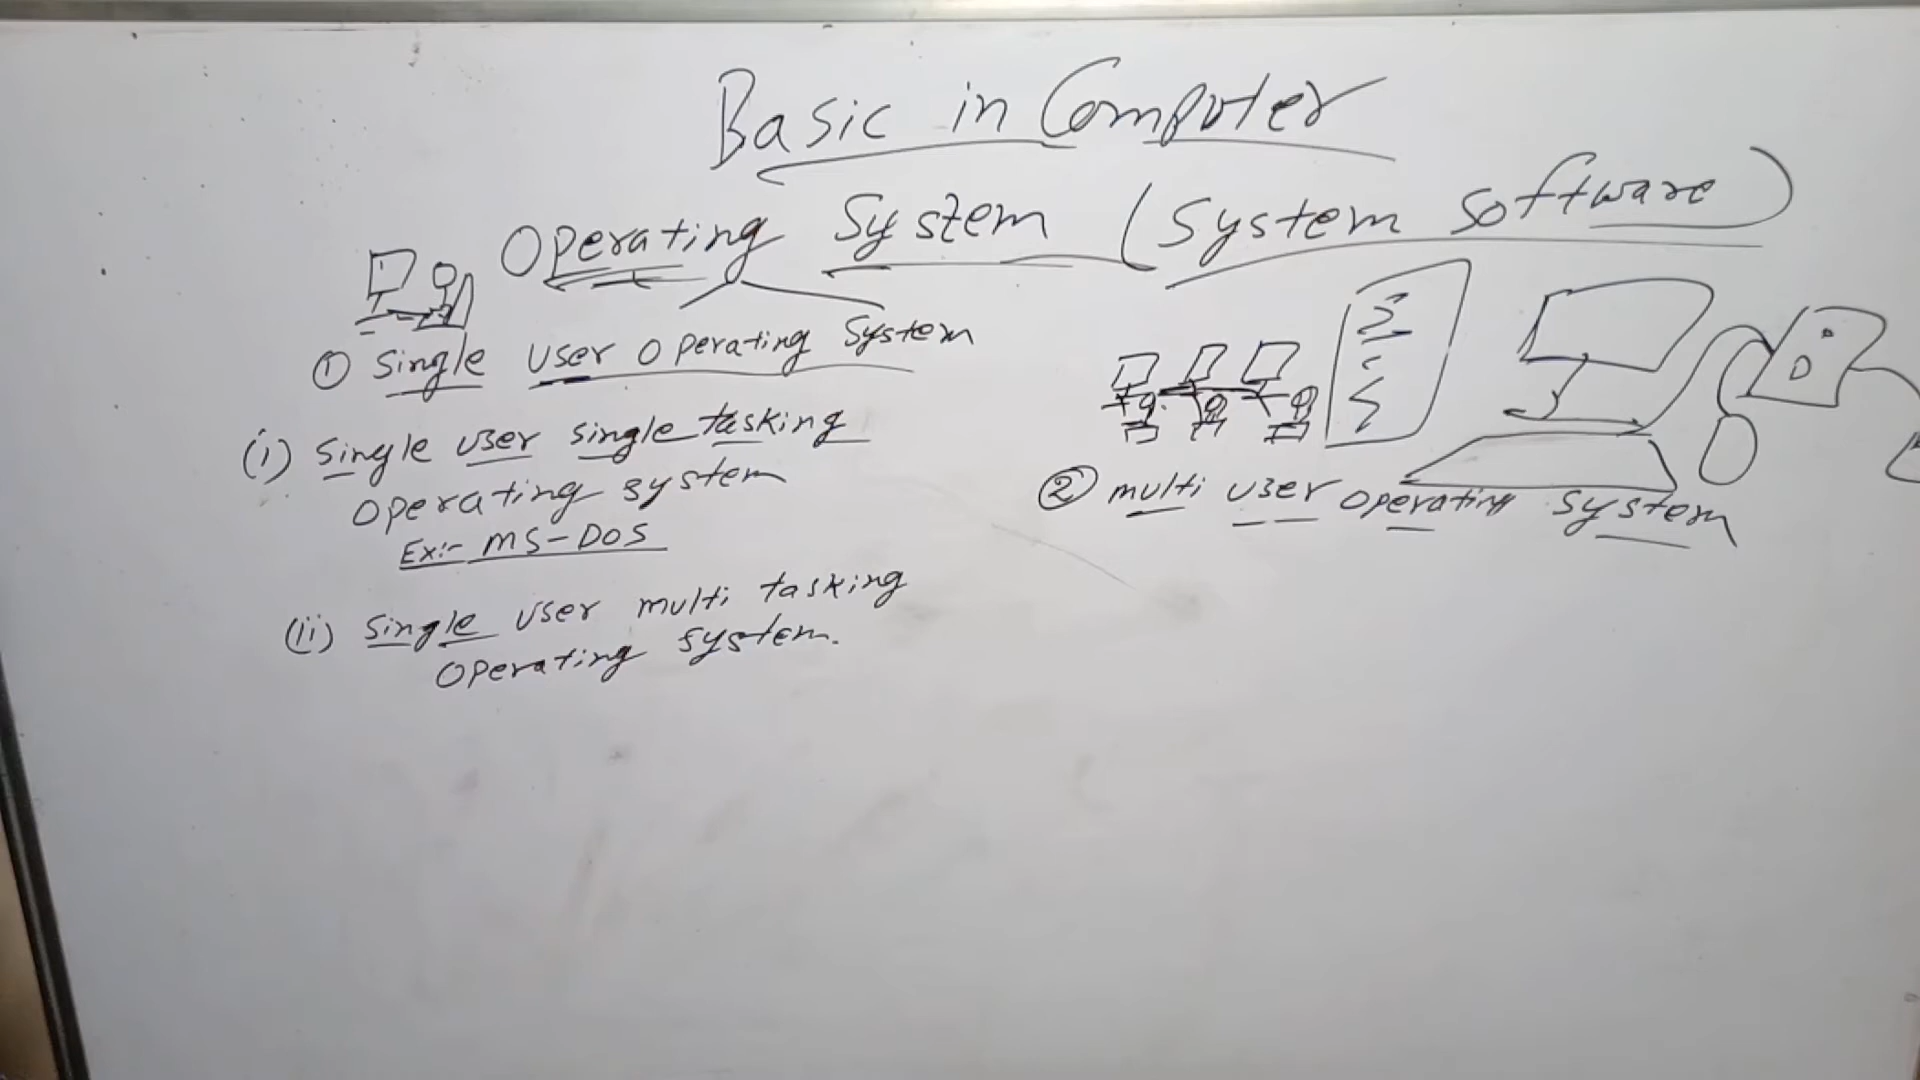 Basic in Computer
Operating System (System Software)
① Single User Operating System
(i) Single User Single tasking
Operating System
Ex:- MS-DOS
(ii) Single User multi tasking
Operating System.
② multi User Operating System